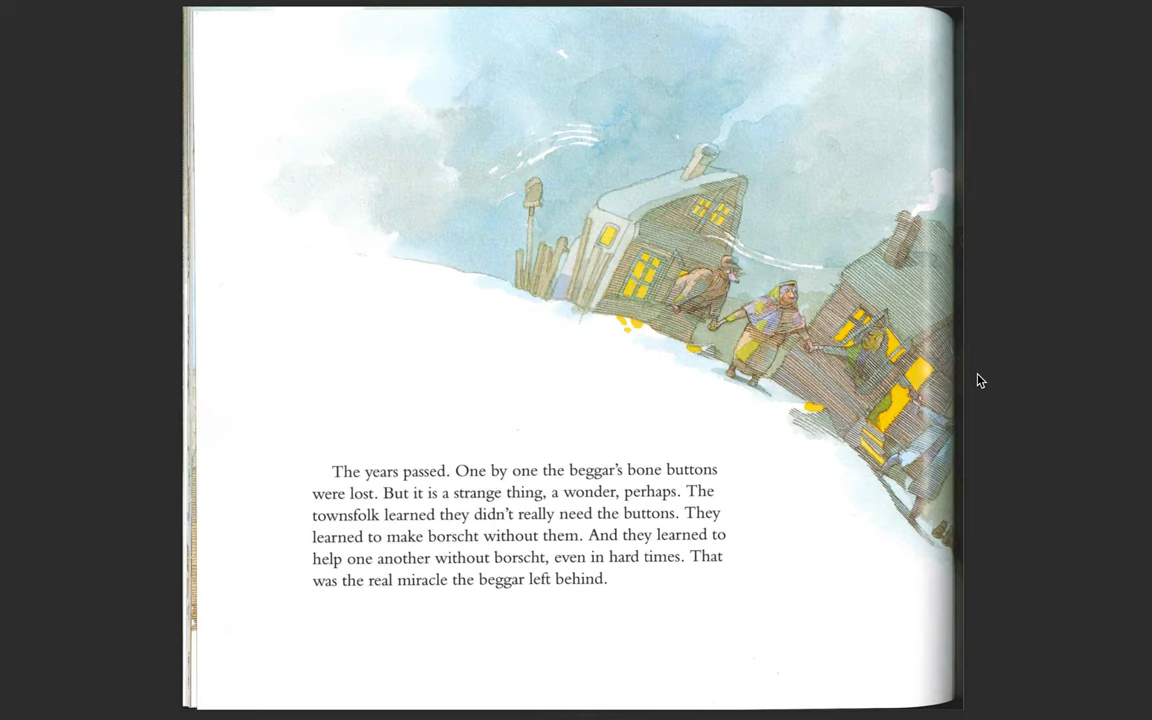 The years passed. One by one the beggar's bone buttons
were lost. But it is a strange thing, a wonder, perhaps. The
townsfolk learned they didn't really need the buttons. They
learned to make borscht without them. And they learned to
help one another without borscht, even in hard times. That
was the real miracle the beggar left behind.